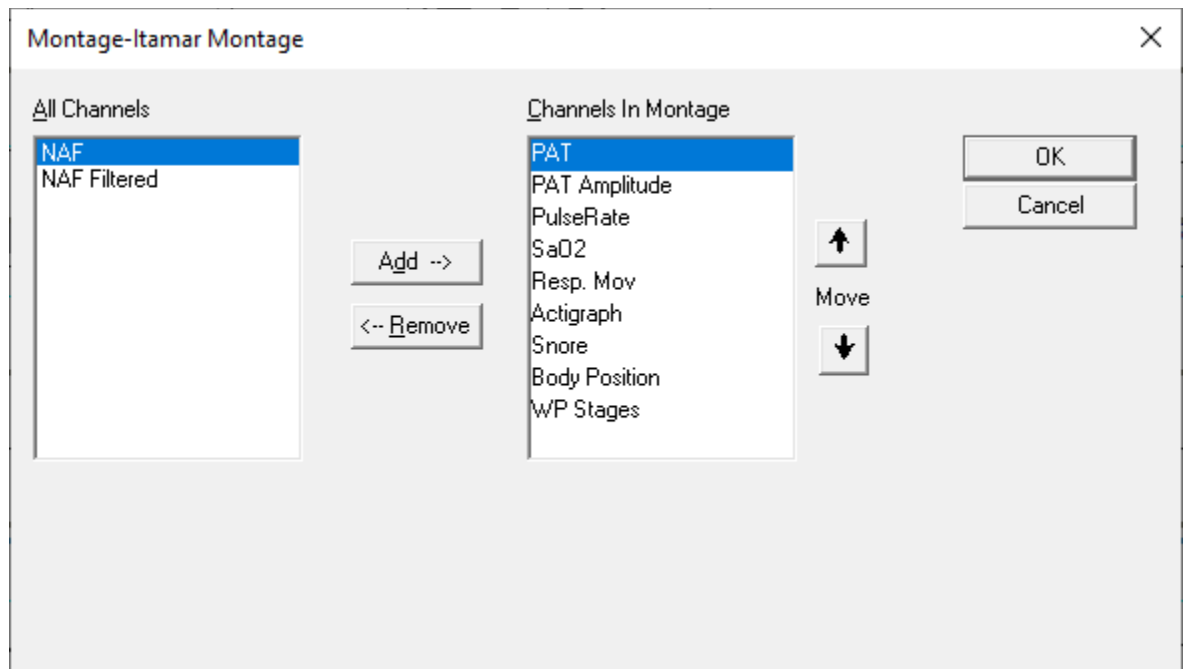 Montage-Itamar Montage
All Channels
NAF
NAF Filtered
Add -->
<-- Remove
Channels In Montage
PAT
PAT Amplitude
PulseRate
SaO2
Resp. Mov
Actigraph
Snore
Body Position
WP Stages
Move
OK
Cancel